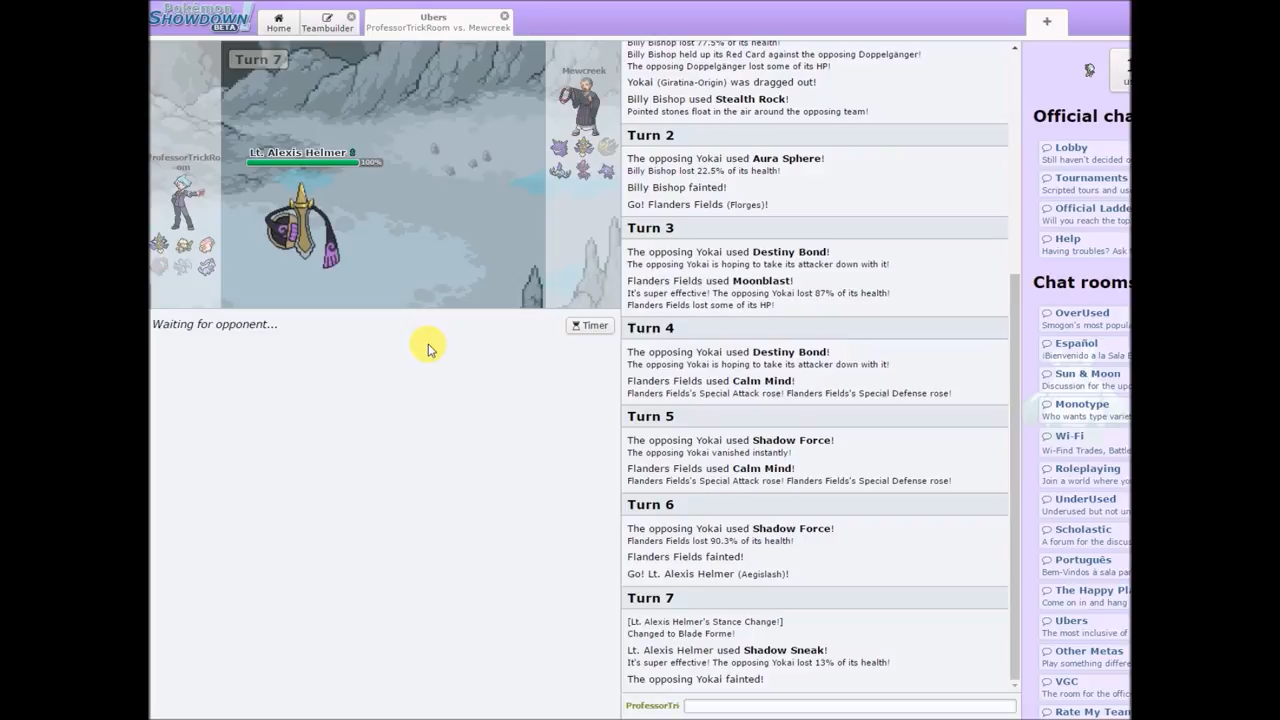 Pokémon
SHOWDOWN
BETA
Home
Teambuilder
Ubers
ProfessorTrickRoom vs. Mewcreek
+
Turn 7
Mewcreek
Lt. Alexis Helmer
100%
rofessorTrickRo
om
Waiting for opponent...
Timer
Billy Bishop lost 77.5% of its health!
Billy Bishop held up its Red Card against the opposing Doppelgänger!
The opposing Doppelgänger lost some of its HP!
Yokai (Giratina-Origin) was dragged out!
Billy Bishop used Stealth Rock!
Pointed stones float in the air around the opposing team!
Turn 2
The opposing Yokai used Aura Sphere!
Billy Bishop lost 22.5% of its health!
Billy Bishop fainted!
Go! Flanders Fields (Florges)!
Turn 3
The opposing Yokai used Destiny Bond!
The opposing Yokai is hoping to take its attacker down with it!
Flanders Fields used Moonblast!
It's super effective! The opposing Yokai lost 87% of its health!
Flanders Fields lost some of its HP!
Turn 4
The opposing Yokai used Destiny Bond!
The opposing Yokai is hoping to take its attacker down with it!
Flanders Fields used Calm Mind!
Flanders Fields's Special Attack rose! Flanders Fields's Special Defense rose!
Turn 5
The opposing Yokai used Shadow Force!
The opposing Yokai vanished instantly!
Flanders Fields used Calm Mind!
Flanders Fields's Special Attack rose! Flanders Fields's Special Defense rose!
Turn 6
The opposing Yokai used Shadow Force!
Flanders Fields lost 90.3% of its health!
Flanders Fields fainted!
Go! Lt. Alexis Helmer (Aegislash)!
Turn 7
[Lt. Alexis Helmer's Stance Change!]
Changed to Blade Forme!
Lt. Alexis Helmer used Shadow Sneak!
It's super effective! The opposing Yokai lost 13% of its health!
The opposing Yokai fainted!
ProfessorTri
Official cha
Lobby
Still haven't decided o
Tournaments
Scripted tours and us
Official Ladde
Will you reach the top
Help
Having troubles? Ask
Chat rooms
OverUsed
Smogon's most popula
Español
¡Bienvenido a la Sala E
Sun & Moon
Discussion for the up
Monotype
Who wants type varie
Wi-Fi
Wi-Find Trades, Battle
Roleplaying
Join a world where yo
UnderUsed
Underused but not un
Scholastic
A forum for the discus
Português
Bem-Vindos à sala pa
The Happy Pla
Come on in and hang
Ubers
The most inclusive of
Other Metas
Play something differe
VGC
The room for the offic
Rate My Team